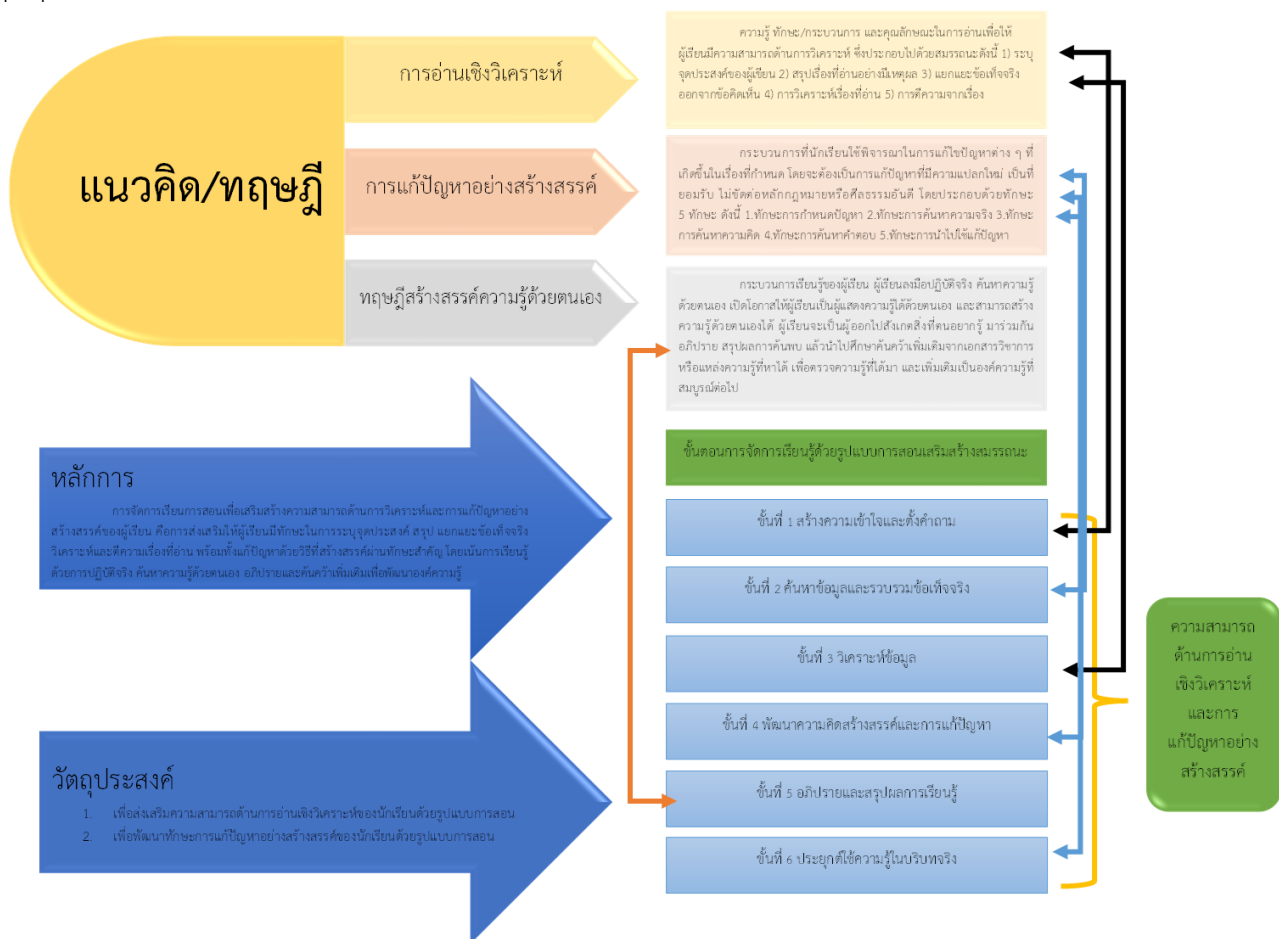 แนวคิด/ทฤษฎี
การอ่านเชิงวิเคราะห์
ความรู้ ทักษะ/กระบวนการ และคุณลักษณะในการอ่านเพื่อให้
ผู้เรียนมีความสามารถด้านการวิเคราะห์ ซึ่งประกอบไปด้วยสมรรถนะดังนี้ 1) ระบุ
จุดประสงค์ของผู้เขียน 2) สรุปเรื่องที่อ่านอย่างมีเหตุผล 3) แยกแยะข้อเท็จจริง
ออกจากข้อคิดเห็น 4) การวิเคราะห์เรื่องที่อ่าน 5) การตีความจากเรื่อง
การแก้ปัญหาอย่างสร้างสรรค์
กระบวนการที่นักเรียนใช้พิจารณาในการแก้ไขปัญหาต่าง ๆ ที่
เกิดขึ้นในเรื่องที่กำหนด โดยจะต้องเป็นการแก้ปัญหาที่มีความแปลกใหม่ เป็นที่
ยอมรับ ไม่ขัดต่อหลักกฎหมายหรือศีลธรรมอันดี โดยประกอบด้วยทักษะ
5 ทักษะ ดังนี้ 1.ทักษะการกำหนดปัญหา 2.ทักษะการค้นหาความจริง 3.ทักษะ
การค้นหาความคิด 4.ทักษะการค้นหาคำตอบ 5.ทักษะการนำไปใช้แก้ปัญหา
ทฤษฎีสร้างสรรค์ความรู้ด้วยตนเอง
กระบวนการเรียนรู้ของผู้เรียน ผู้เรียนลงมือปฏิบัติจริง ค้นหาความรู้
ด้วยตนเอง เปิดโอกาสให้ผู้เรียนเป็นผู้แสดงความรู้ได้ด้วยตนเอง และสามารถสร้าง
ความรู้ด้วยตนเองได้ ผู้เรียนจะเป็นผู้ออกไปสังเกตสิ่งที่ตนอยากรู้ มาร่วมกัน
อภิปราย สรุปผลการค้นพบ แล้วนำไปศึกษาค้นคว้าเพิ่มเติมจากเอกสารวิชาการ
หรือแหล่งความรู้ที่หาได้ เพื่อตรวจความรู้ที่ได้มา และเพิ่มเติมเป็นองค์ความรู้ที่
สมบูรณ์ต่อไป
หลักการ
การจัดการเรียนการสอนเพื่อเสริมสร้างความสามารถด้านการวิเคราะห์และการแก้ปัญหาอย่าง
สร้างสรรค์ของผู้เรียน คือการส่งเสริมให้ผู้เรียนมีทักษะในการระบุจุดประสงค์ สรุป แยกแยะข้อเท็จจริง
วิเคราะห์และตีความเรื่องที่อ่าน พร้อมทั้งแก้ปัญหาด้วยวิธีที่สร้างสรรค์ผ่านทักษะสำคัญ โดยเน้นการเรียนรู้
ด้วยการปฏิบัติจริง ค้นหาความรู้ด้วยตนเอง อภิปรายและค้นคว้าเพิ่มเติมเพื่อพัฒนาองค์ความรู้
วัตถุประสงค์
1. เพื่อส่งเสริมความสามารถด้านการอ่านเชิงวิเคราะห์ของนักเรียนด้วยรูปแบบการสอน
2. เพื่อพัฒนาทักษะการแก้ปัญหาอย่างสร้างสรรค์ของนักเรียนด้วยรูปแบบการสอน
ขั้นตอนการจัดการเรียนรู้ด้วยรูปแบบการสอนเสริมสร้างสมรรถนะ
ขั้นที่ 1 สร้างความเข้าใจและตั้งคำถาม
ขั้นที่ 2 ค้นหาข้อมูลและรวบรวมข้อเท็จจริง
ขั้นที่ 3 วิเคราะห์ข้อมูล
ขั้นที่ 4 พัฒนาความคิดสร้างสรรค์และการแก้ปัญหา
ขั้นที่ 5 อภิปรายและสรุปผลการเรียนรู้
ขั้นที่ 6 ประยุกต์ใช้ความรู้ในบริบทจริง
ความสามารถ
ด้านการอ่าน
เชิงวิเคราะห์
และการ
แก้ปัญหาอย่าง
สร้างสรรค์